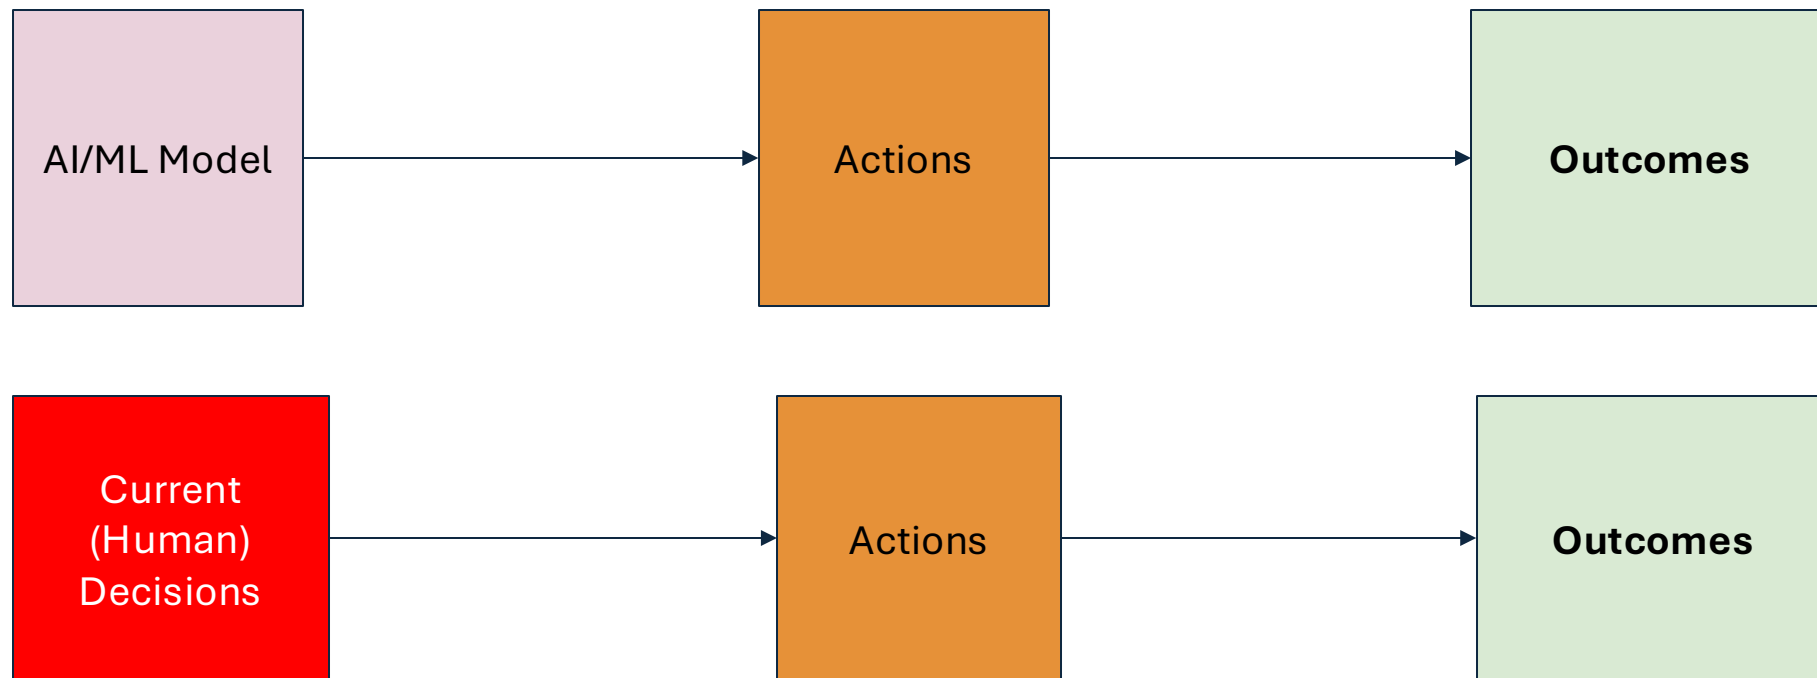 AI/ML Model
Actions
Outcomes
Current
(Human)
Decisions
Actions
Outcomes